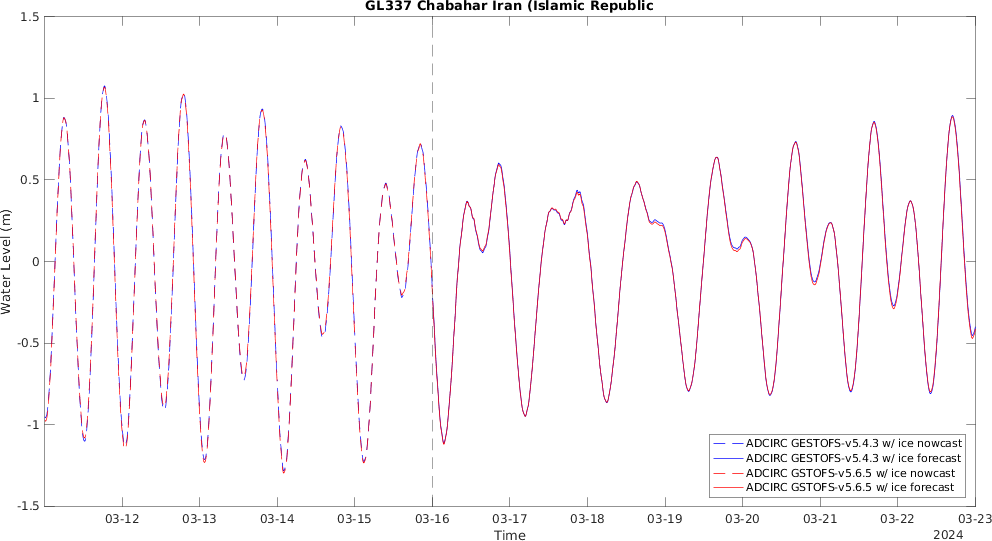 GL337 Chabahar Iran (Islamic Republic
1.5
1
0.5
0
-0.5
-1
-1.5
Water Level (m)
ADCIRC GESTOFS-v5.4.3 w/ ice nowcast
ADCIRC GESTOFS-v5.4.3 w/ ice forecast
ADCIRC GSTOFS-v5.6.5 w/ ice nowcast
ADCIRC GSTOFS-v5.6.5 w/ ice forecast
03-12 03-13 03-14 03-15 03-16 03-17 03-18 03-19 03-20 03-21 03-22 03-23
Time
2024